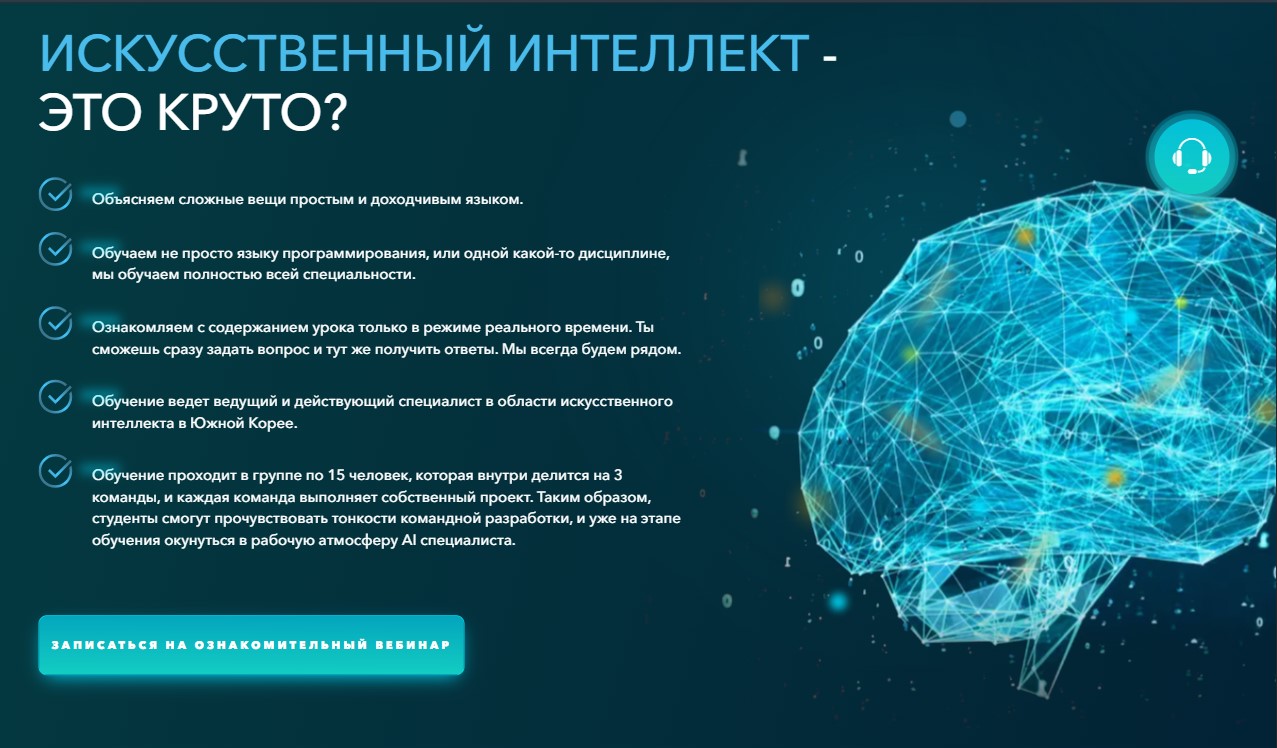 ИСКУССТВЕННЫЙ ИНТЕЛЛЕКТ -
ЭТО КРУТО?
Объясняем сложные вещи простым и доходчивым языком.
Обучаем не просто языку программирования, или одной какой-то дисциплине,
мы обучаем полностью всей специальности.
Ознакомляем с содержанием урока только в режиме реального времени. Ты
сможешь сразу задать вопрос и тут же получить ответы. Мы всегда будем рядом.
Обучение ведет ведущий и действующий специалист в области искусственного
интеллекта в Южной Корее.
Обучение проходит в группе по 15 человек, которая внутри делится на 3
команды, и каждая команда выполняет собственный проект. Таким образом,
студенты смогут прочувствовать тонкости командной разработки, и уже на этапе
обучения окунуться в рабочую атмосферу AI специалиста.
ЗАПИСАТЬСЯ НА ОЗНАКОМИТЕЛЬНЫЙ ВЕБИНАР